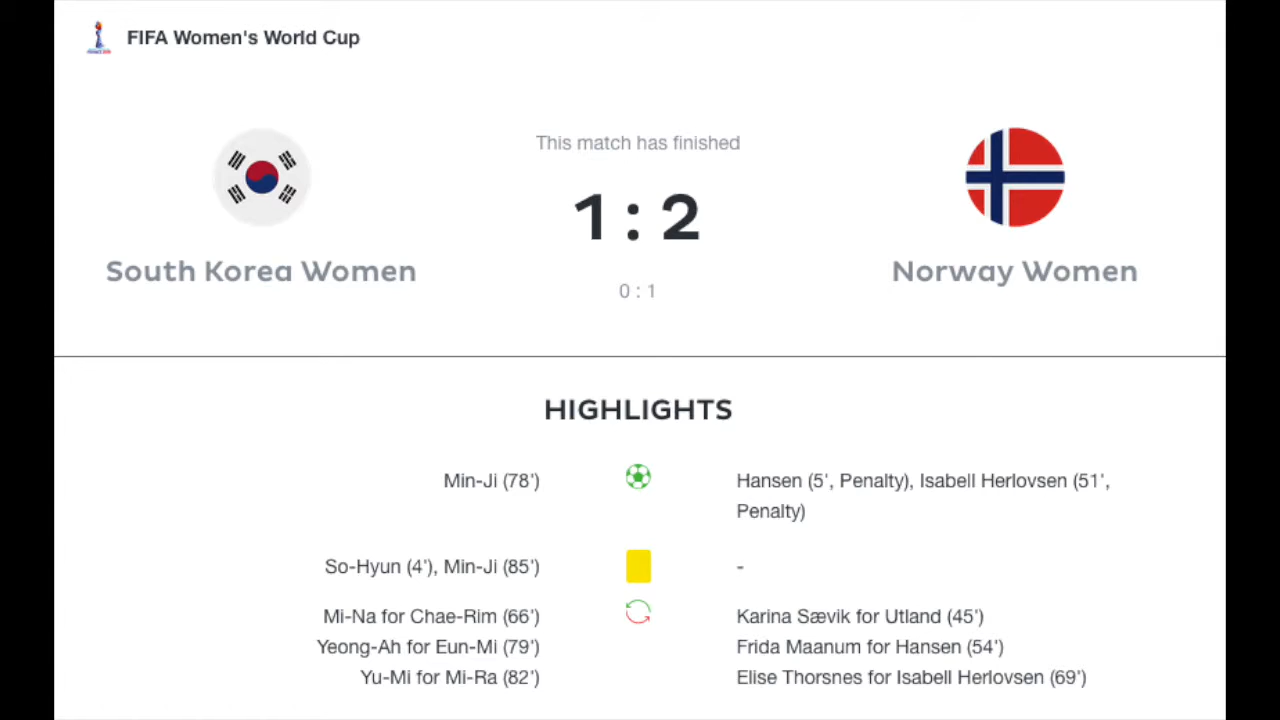 FIFA Women's World Cup
This match has finished
1 : 2
South Korea Women
Norway Women
0 : 1
HIGHLIGHTS
Min-Ji (78')
Hansen (5', Penalty), Isabell Herlovsen (51',
Penalty)
So-Hyun (4'), Min-Ji (85')
-
Mi-Na for Chae-Rim (66')
Karina Sævik for Utland (45')
Yeong-Ah for Eun-Mi (79')
Frida Maanum for Hansen (54')
Yu-Mi for Mi-Ra (82')
Elise Thorsnes for Isabell Herlovsen (69')